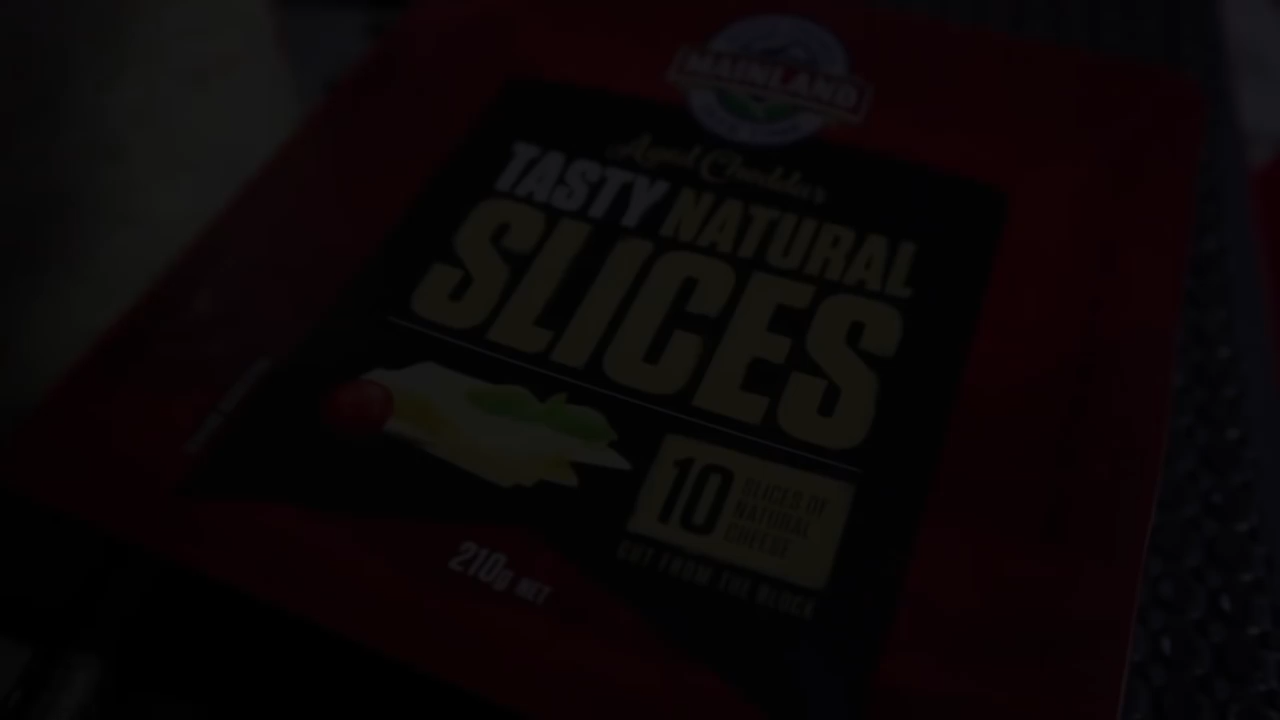 MAINLAND
Aged Cheddar
TASTY NATURAL
SLICES
10
SLICES OF
NATURAL
CHEESE
CUT FROM THE BLOCK
210g NET